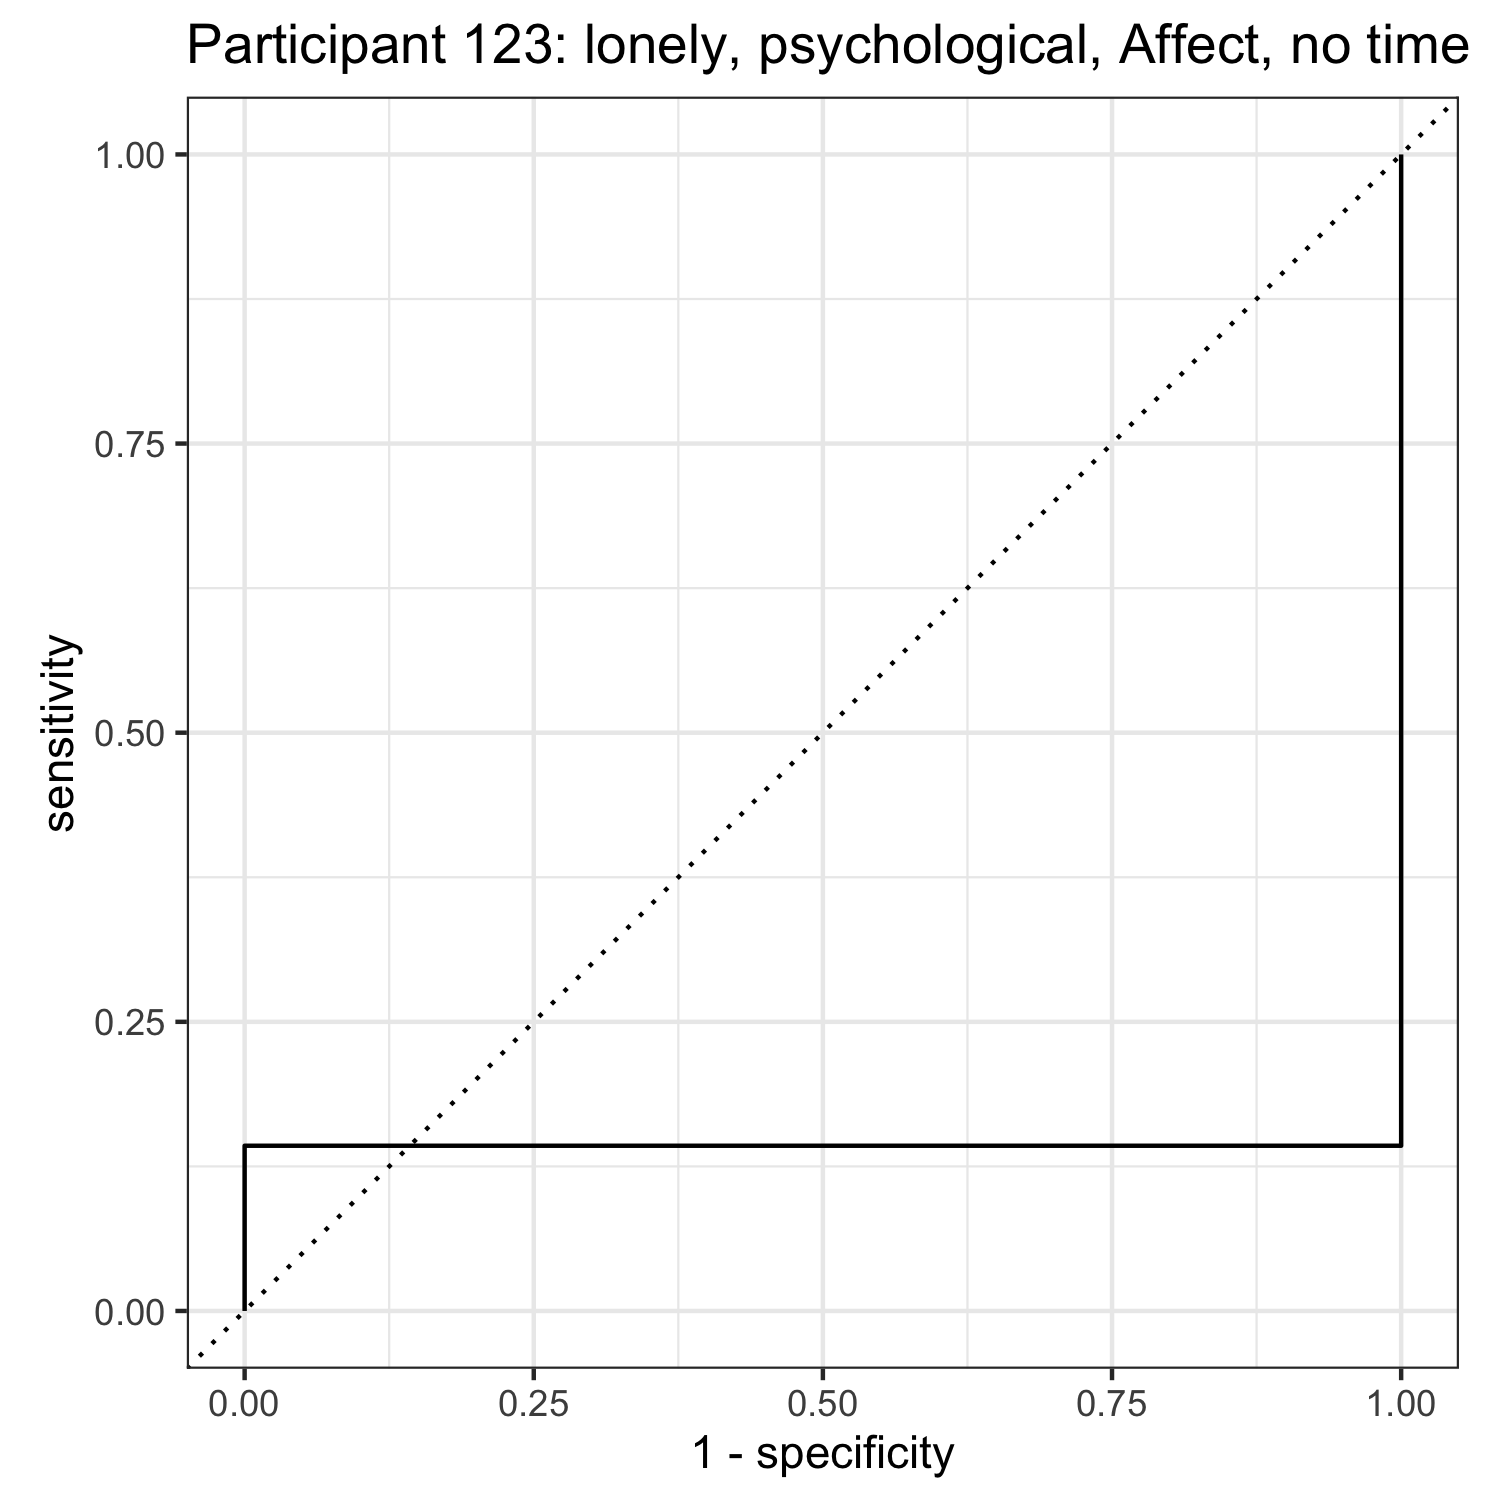 Participant 123: lonely, psychological, Affect, no time
1.00
0.75
0.50
0.25
0.00
sensitivity
0.00 0.25 0.50 0.75 1.00
1 - specificity